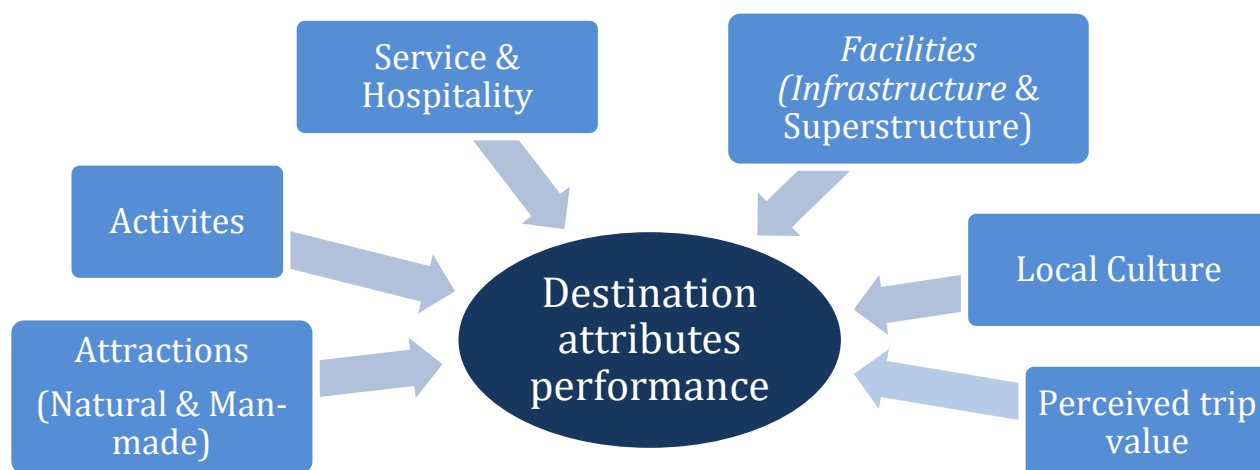 Service &
Hospitality
Facilities
(Infrastructure &
Superstructure)
Activites
Local Culture
Destination
attributes
performance
Attractions
(Natural & Man-
made)
Perceived trip
value